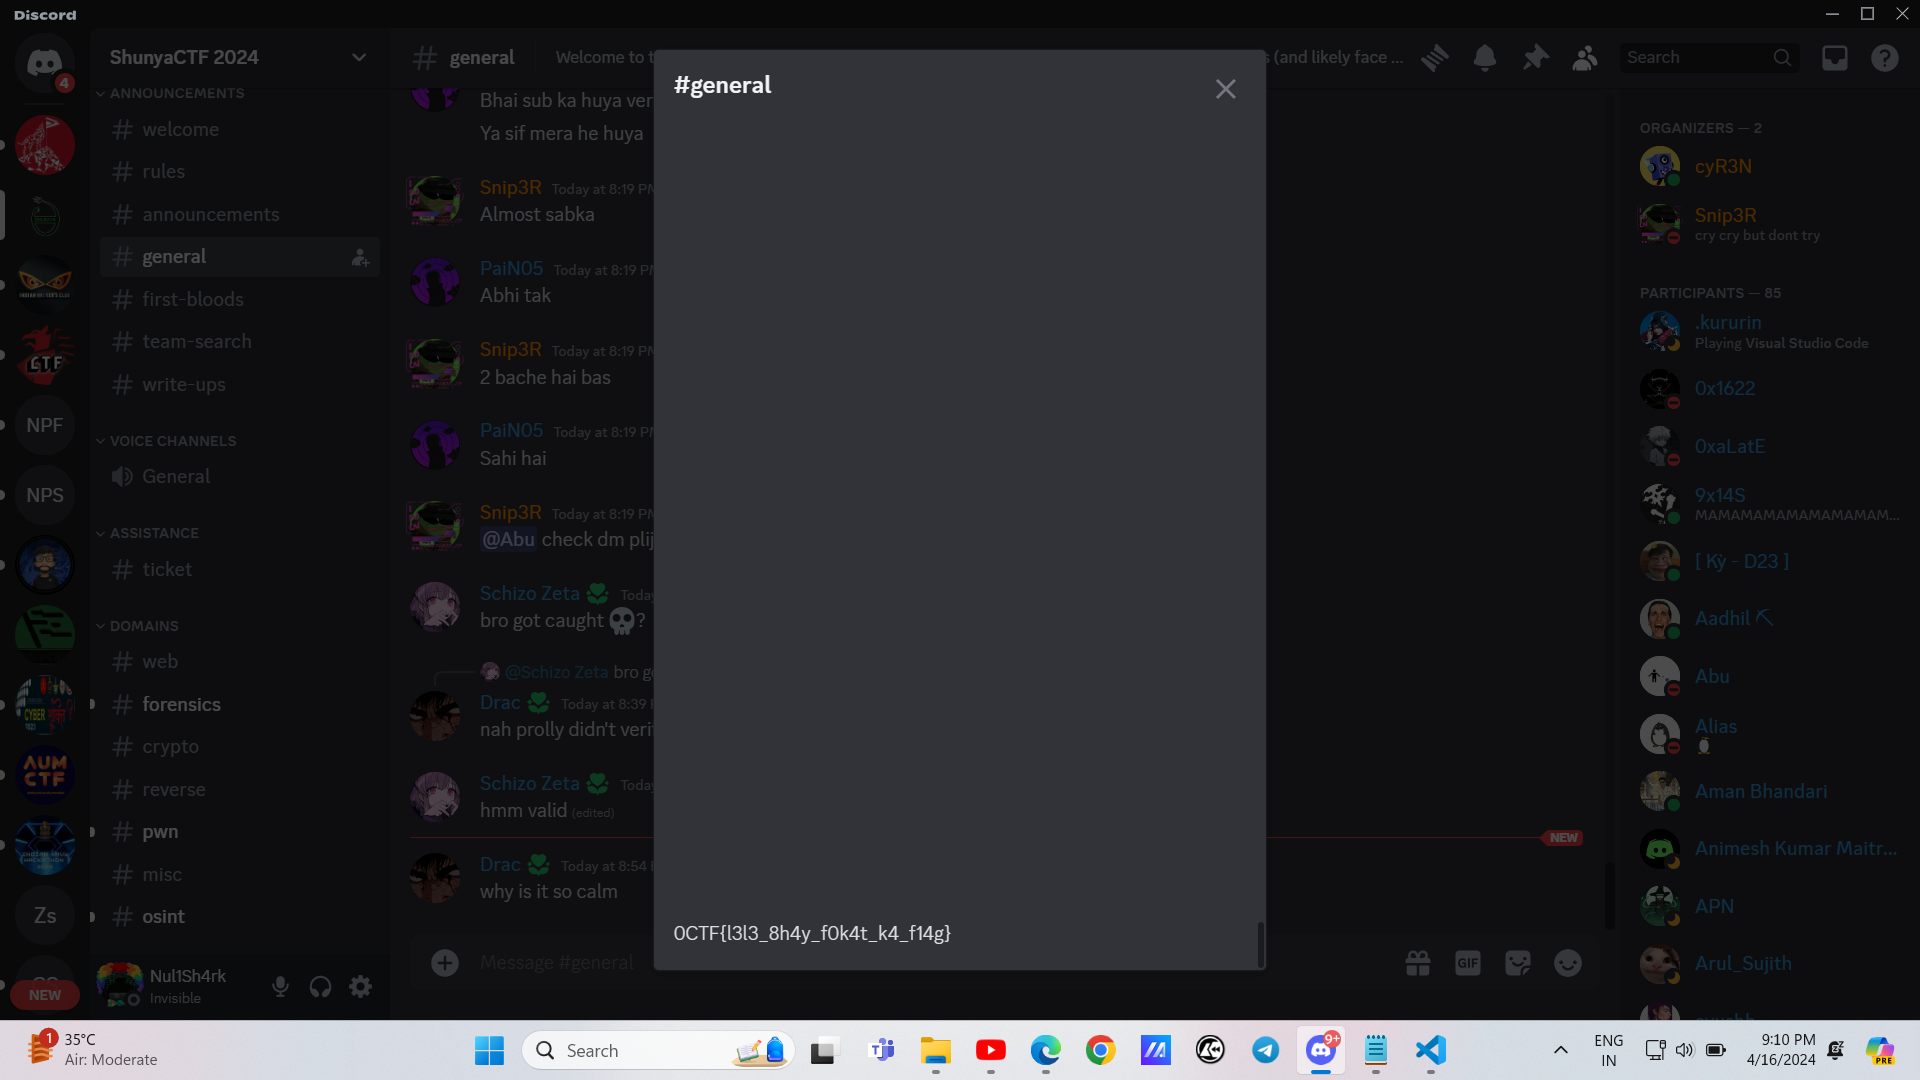 Discord
ShunyaCTF 2024
# general
Welcome to t
s (and likely face ...
Search
4
ANNOUNCEMENTS
# welcome
# rules
# announcements
# general
# first-bloods
# team-search
# write-ups
VOICE CHANNELS
General
ASSISTANCE
# ticket
DOMAINS
# web
# forensics
# crypto
# reverse
# pwn
# misc
# osint
CTF
NPF
NPS
AUM
CTF
Zs
NEW
Nul1Sh4rk
Invisible
Bhai sub ka huya ver
Ya sif mera he huya
Snip3R Today at 8:19 PM
Almost sabka
PaiN05 Today at 8:19 PM
Abhi tak
Snip3R Today at 8:19 PM
2 bache hai bas
PaiN05 Today at 8:19 PM
Sahi hai
Snip3R Today at 8:19 PM
@Abu check dm plij
Schizo Zeta Today
bro got caught 💀?
@Schizo Zeta bro g
Drac Today at 8:39
nah prolly didn't veri
Schizo Zeta Today
hmm valid (edited)
NEW
Drac Today at 8:54
why is it so calm
Message #general
GIF
#general
0CTF{l3l3_8h4y_f0k4t_k4_f14g}
ORGANIZERS — 2
cyR3N
Snip3R
cry cry but dont try
PARTICIPANTS — 85
.kururin
Playing Visual Studio Code
0x1622
0xaLatE
9x14S
MAMAMAMAMAMAMAMAM...
[ Kỳ - D23 ]
Aadhil ⛏
Abu
Alias
Aman Bhandari
Animesh Kumar Maitr...
APN
Arul_Sujith
1
35°C
Air: Moderate
Search
9+
ENG
IN
9:10 PM
4/16/2024
PRE